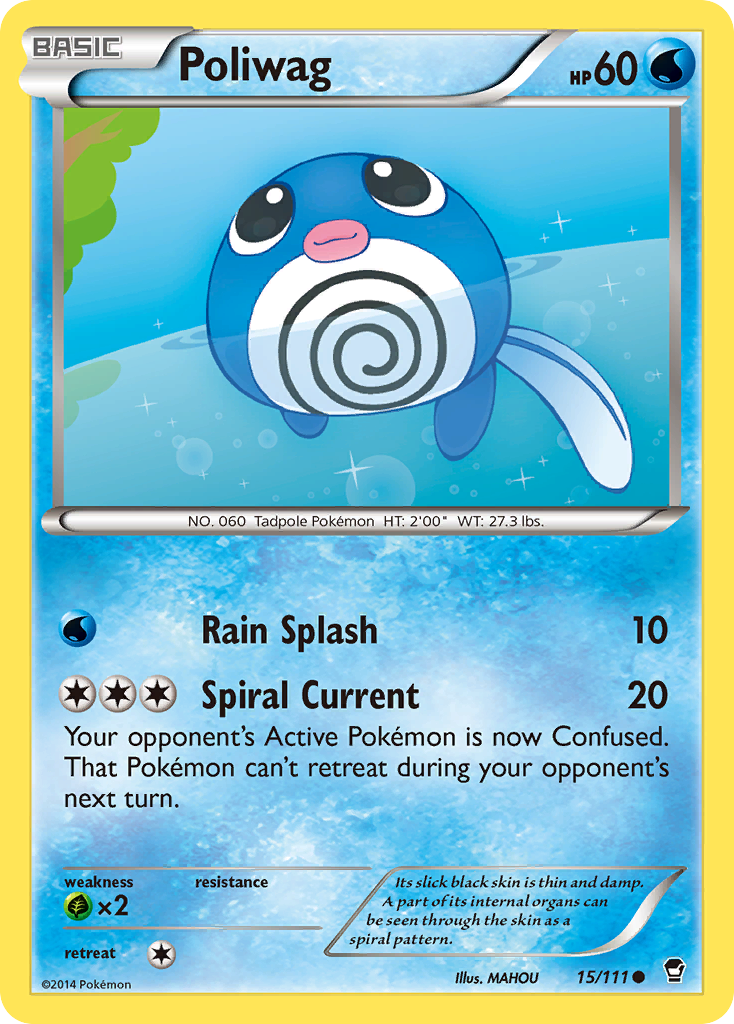 BASIC
Poliwag
HP60
NO. 060 Tadpole Pokémon HT: 2'00" WT: 27.3 lbs.
Rain Splash 10
Spiral Current 20
Your opponent's Active Pokémon is now Confused.
That Pokémon can't retreat during your opponent's
next turn.
weakness resistance
×2
Its slick black skin is thin and damp.
A part of its internal organs can
be seen through the skin as a
spiral pattern.
retreat
©2014 Pokémon
Illus. MAHOU 15/111